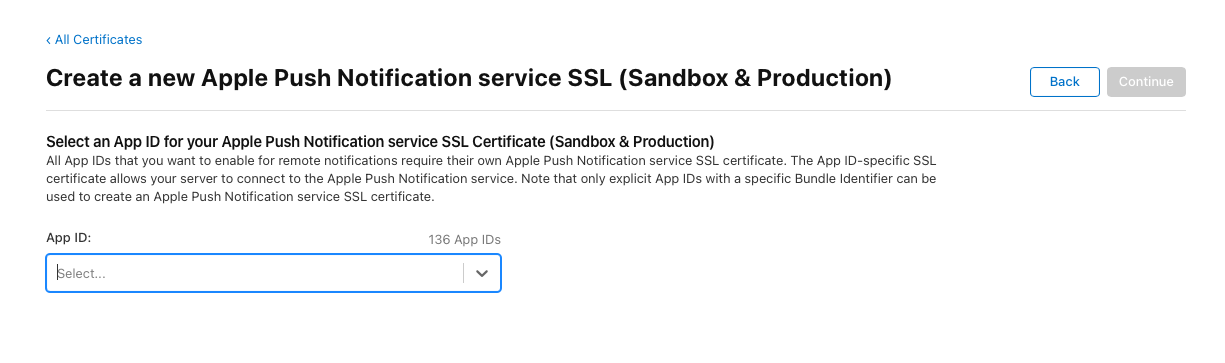 ‹ All Certificates
Create a new Apple Push Notification service SSL (Sandbox & Production)
Back
Continue
Select an App ID for your Apple Push Notification service SSL Certificate (Sandbox & Production)
All App IDs that you want to enable for remote notifications require their own Apple Push Notification service SSL certificate. The App ID-specific SSL
certificate allows your server to connect to the Apple Push Notification service. Note that only explicit App IDs with a specific Bundle Identifier can be
used to create an Apple Push Notification service SSL certificate.
App ID:
136 App IDs
Select...